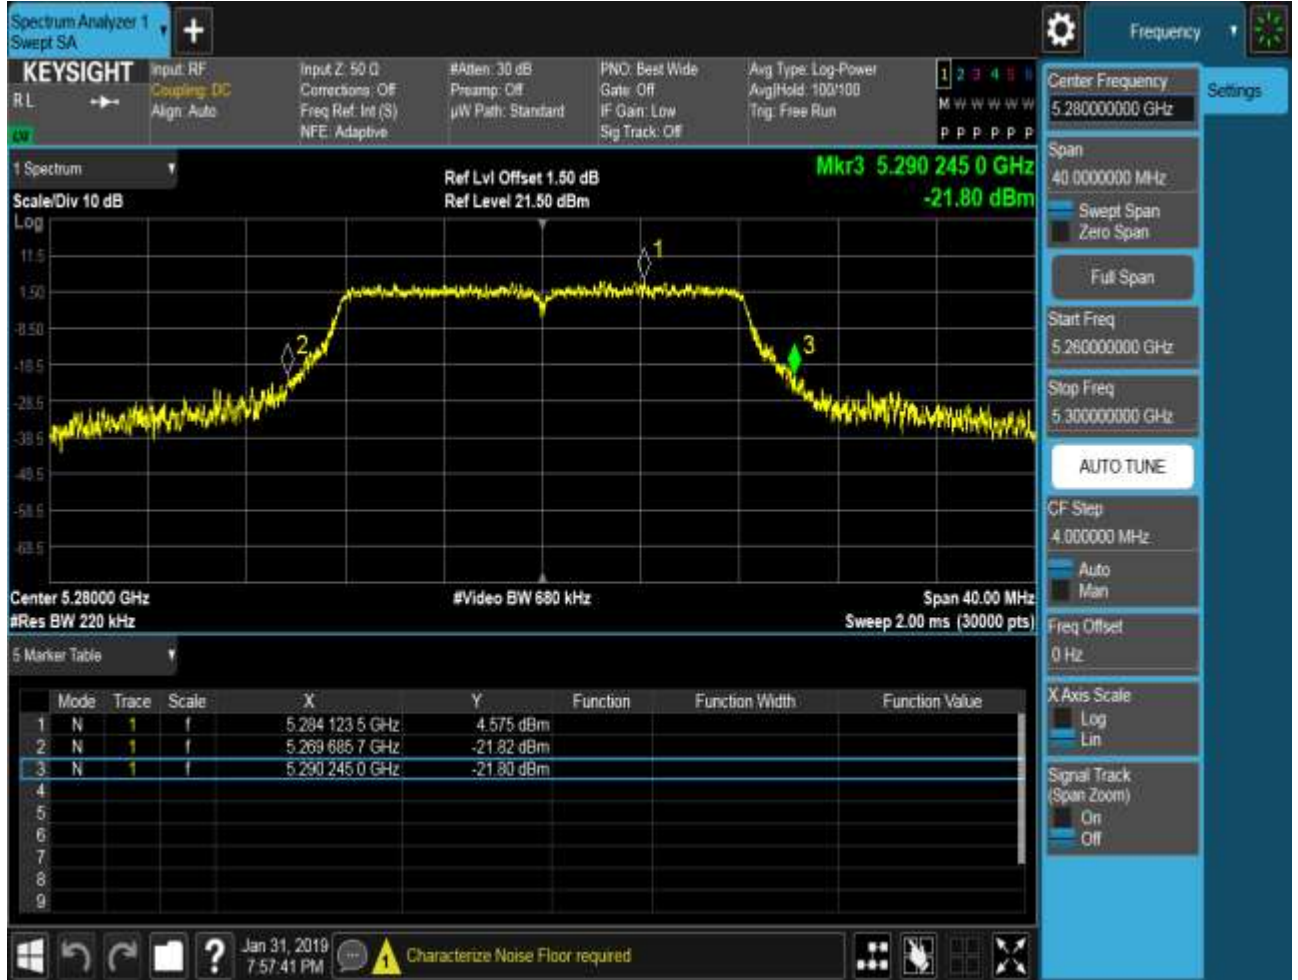 Spectrum Analyzer 1
Swept SA
Frequency
KEYSIGHT
RL
Input: RF
Coupling: DC
Align: Auto
Input Z: 50 Ω
Corrections: Off
Freq Ref: Int (S)
NFE: Adaptive
#Atten: 30 dB
Preamp: Off
µW Path: Standard
PNO: Best Wide
Gate: Off
IF Gain: Low
Sig Track: Off
Avg Type: Log-Power
Avg|Hold: 100/100
Trig: Free Run
1 2 3 4 5 6
M W W W W W
P P P P P P
1 Spectrum
Scale/Div 10 dB
Ref Lvl Offset 1.50 dB
Ref Level 21.50 dBm
Mkr3 5.290 245 0 GHz
-21.80 dBm
Log
11.5
1.50
-8.50
-18.5
-28.5
-38.5
-48.5
-58.5
-68.5
1
2
3
Center 5.28000 GHz
#Video BW 680 kHz
Span 40.00 MHz
#Res BW 220 kHz
Sweep 2.00 ms (30000 pts)
5 Marker Table
Mode Trace Scale X Y Function Function Width Function Value
1 N 1 f 5.284 123 5 GHz 4.575 dBm
2 N 1 f 5.269 685 7 GHz -21.82 dBm
3 N 1 f 5.290 245 0 GHz -21.80 dBm
4
5
6
7
8
9
Center Frequency
5.280000000 GHz
Settings
Span
40.0000000 MHz
Swept Span
Zero Span
Full Span
Start Freq
5.260000000 GHz
Stop Freq
5.300000000 GHz
AUTO TUNE
CF Step
4.000000 MHz
Auto
Man
Freq Offset
0 Hz
X Axis Scale
Log
Lin
Signal Track
(Span Zoom)
On
Off
?
Jan 31, 2019
7:57:41 PM
1
Characterize Noise Floor required